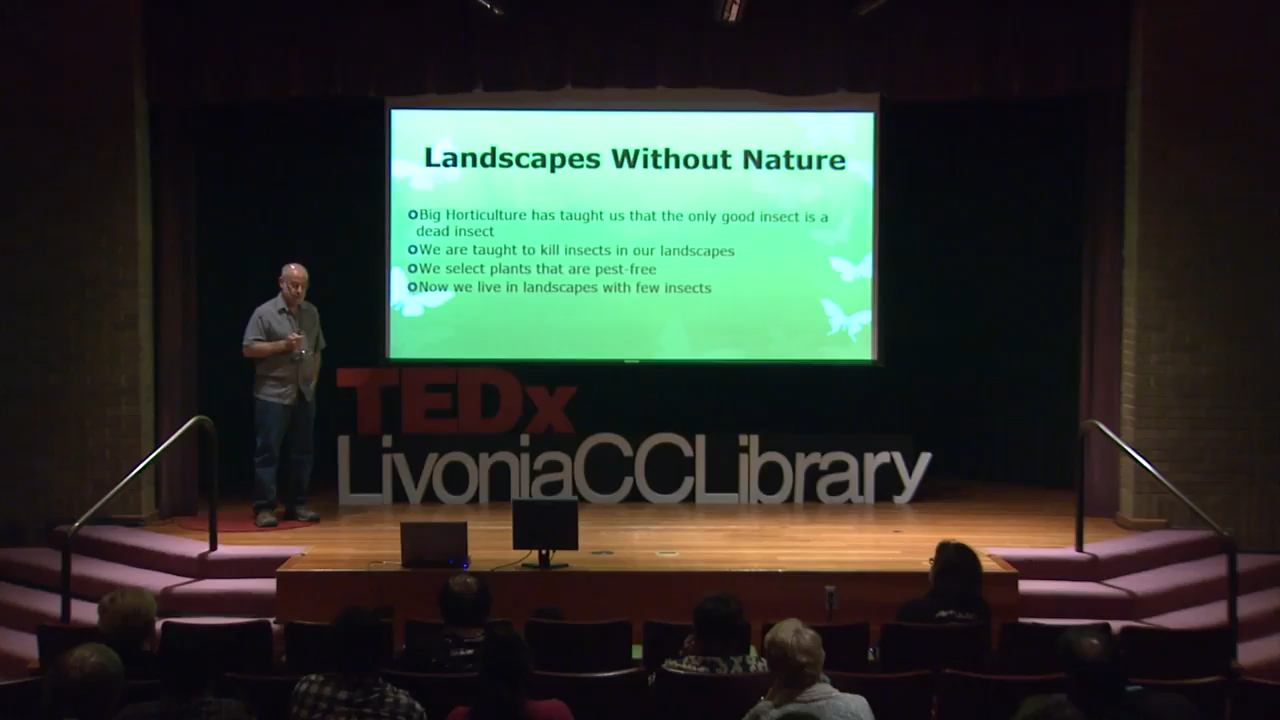 Landscapes Without Nature
Big Horticulture has taught us that the only good insect is a
dead insect
We are taught to kill insects in our landscapes
We select plants that are pest-free
Now we live in landscapes with few insects
TEDx
LivoniaCCLibrary